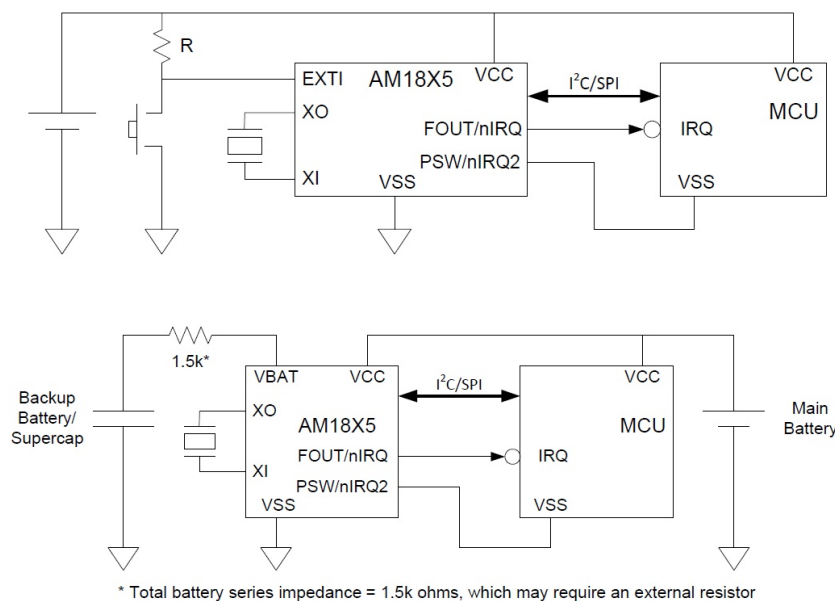 R
EXTI
AM18X5
VCC
I²C/SPI
VCC
MCU
XO
FOUT/nIRQ
IRQ
PSW/nIRQ2
XI
VSS
VSS
1.5k*
Backup
Battery/
Supercap
VBAT
VCC
I²C/SPI
VCC
XO
AM18X5
MCU
Main
Battery
XI
FOUT/nIRQ
IRQ
PSW/nIRQ2
VSS
VSS
* Total battery series impedance = 1.5k ohms, which may require an external resistor